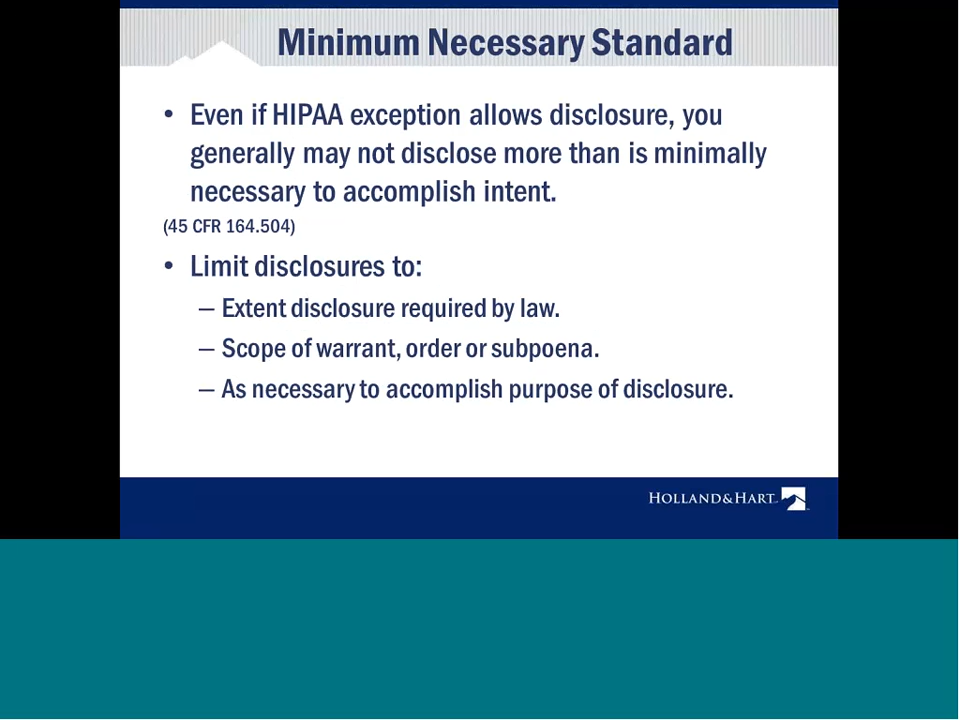 Minimum Necessary Standard
• Even if HIPAA exception allows disclosure, you
generally may not disclose more than is minimally
necessary to accomplish intent.
(45 CFR 164.504)
• Limit disclosures to:
– Extent disclosure required by law.
– Scope of warrant, order or subpoena.
– As necessary to accomplish purpose of disclosure.
HOLLAND&HART